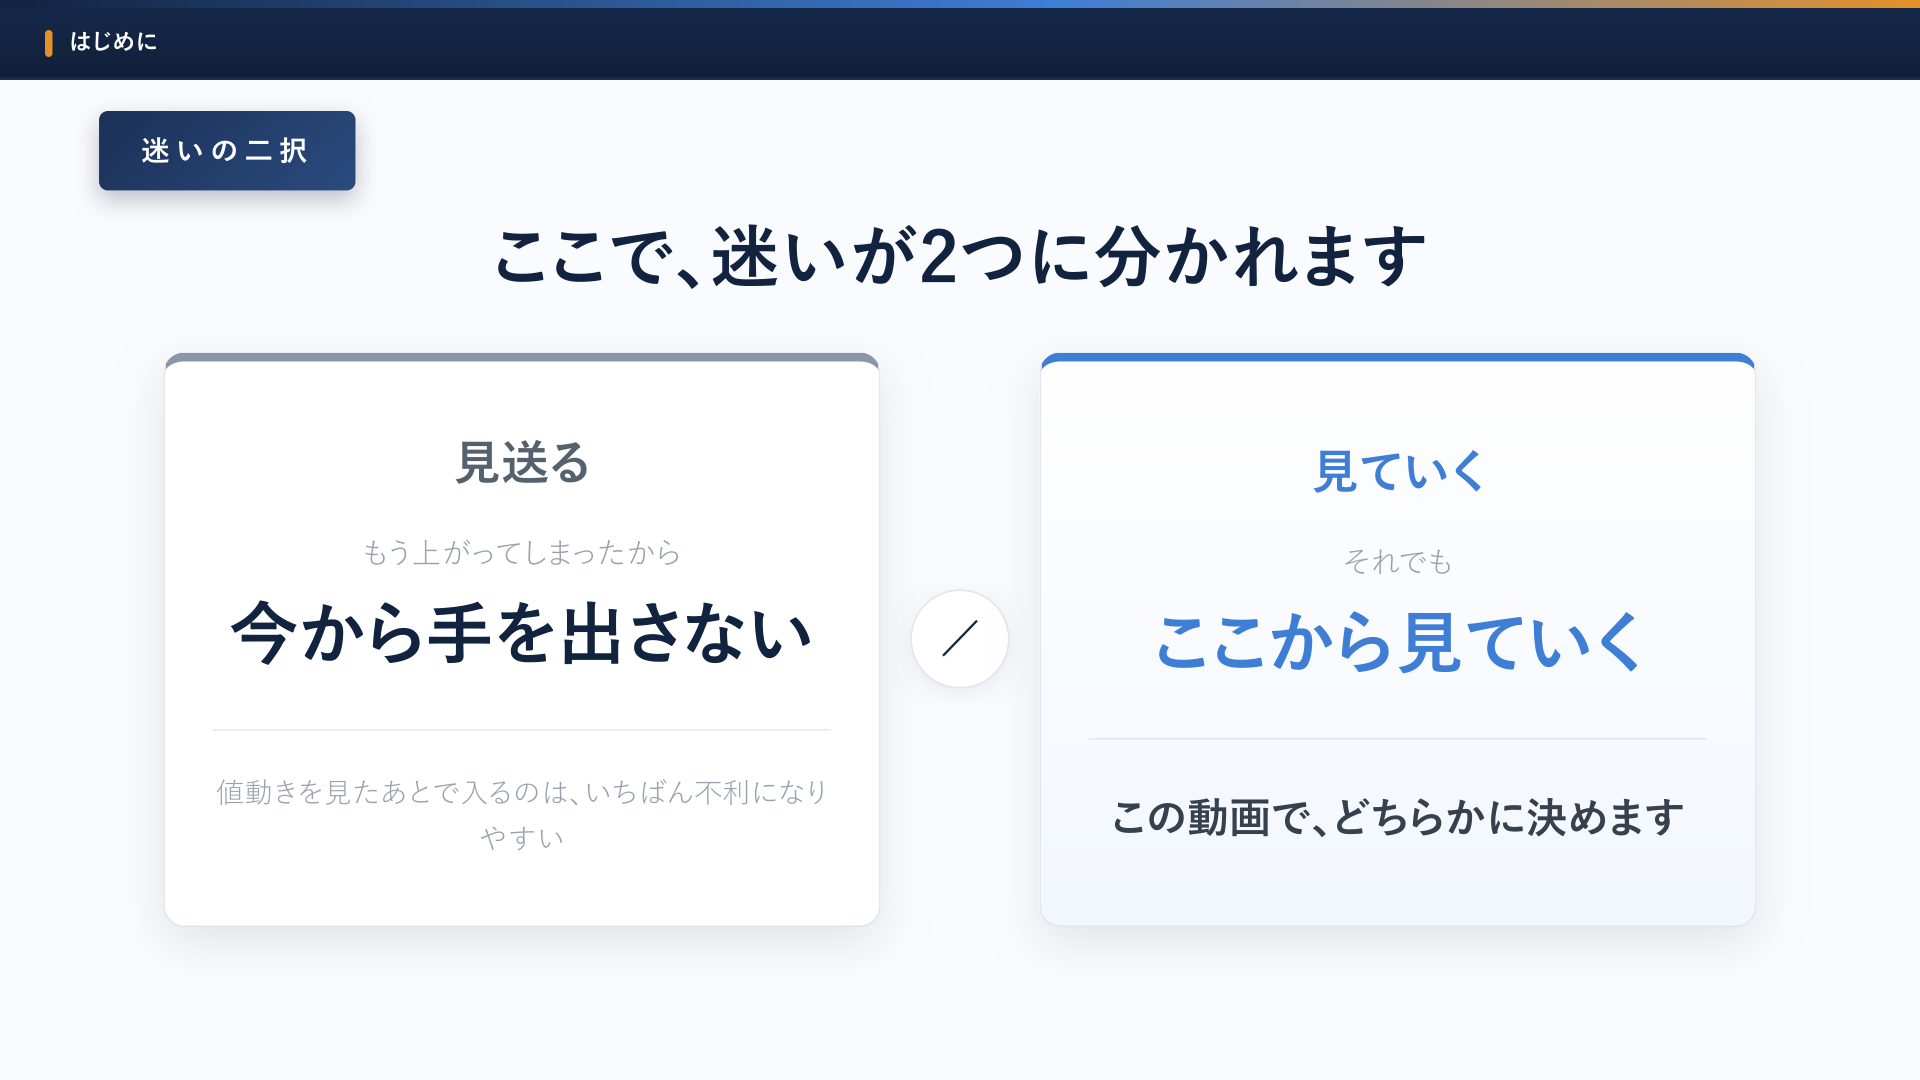 はじめに
迷いの二択
ここで、迷いが2つに分かれます
見送る
もう上がってしまったから
今から手を出さない
値動きを見たあとで入るのは、いちばん不利になり
やすい
／
見ていく
それでも
ここから見ていく
この動画で、どちらかに決めます